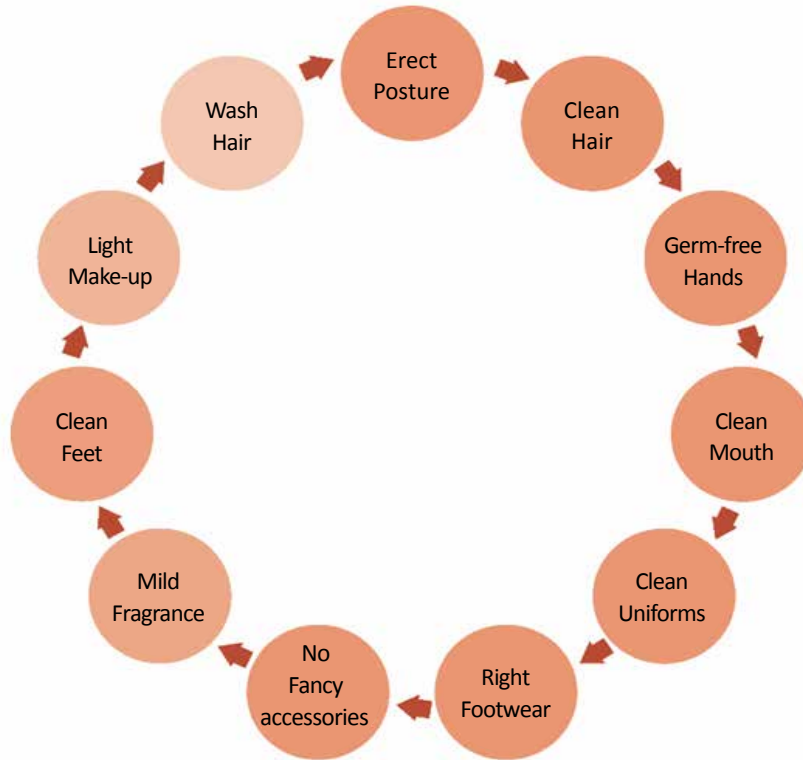 Erect
Posture
Clean
Hair
Germ-free
Hands
Clean
Mouth
Clean
Uniforms
Right
Footwear
No
Fancy
accessories
Mild
Fragrance
Clean
Feet
Light
Make-up
Wash
Hair